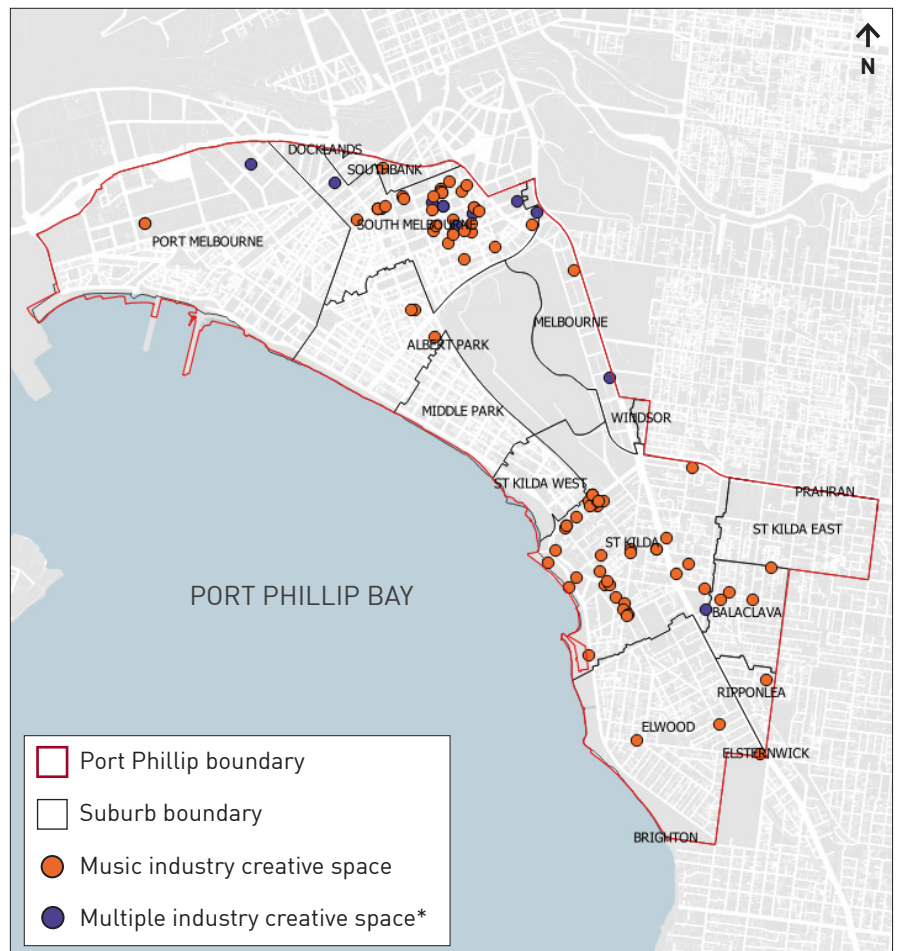 N
DOCKLANDS
SOUTHBANK
SOUTH MELBOURNE
PORT MELBOURNE
MELBOURNE
ALBERT PARK
MIDDLE PARK
WINDSOR
ST KILDA WEST
PRAHRAN
ST KILDA EAST
ST KILDA
PORT PHILLIP BAY
BALACLAVA
RIPPONLEA
ELWOOD
ELSTERNWICK
BRIGHTON
Port Phillip boundary
Suburb boundary
Music industry creative space
Multiple industry creative space*